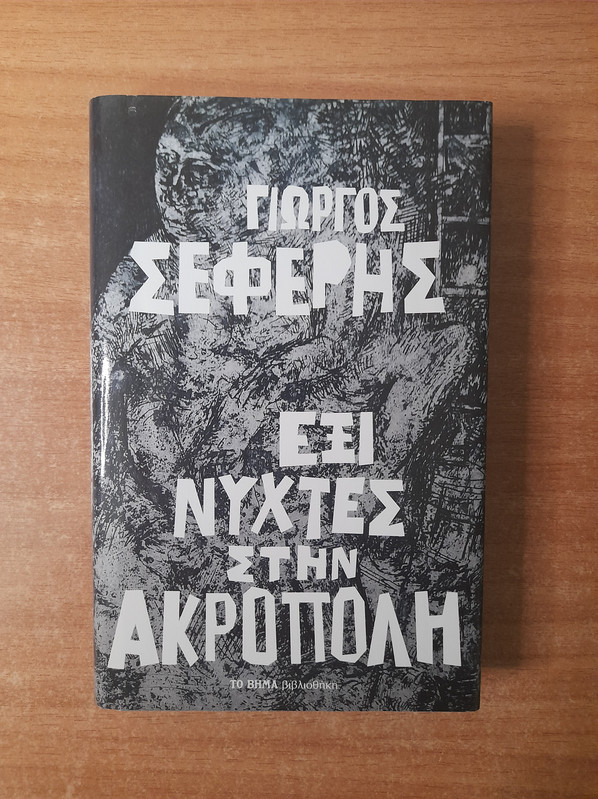 ΓΙΩΡΓΟΣ
ΣΕΦΕΡΗΣ
ΕΞΙ
ΝΥΧΤΕΣ
ΣΤΗΝ
ΑΚΡΟΠΟΛΗ
ΤΟ ΒΗΜΑ βιβλιοθήκη